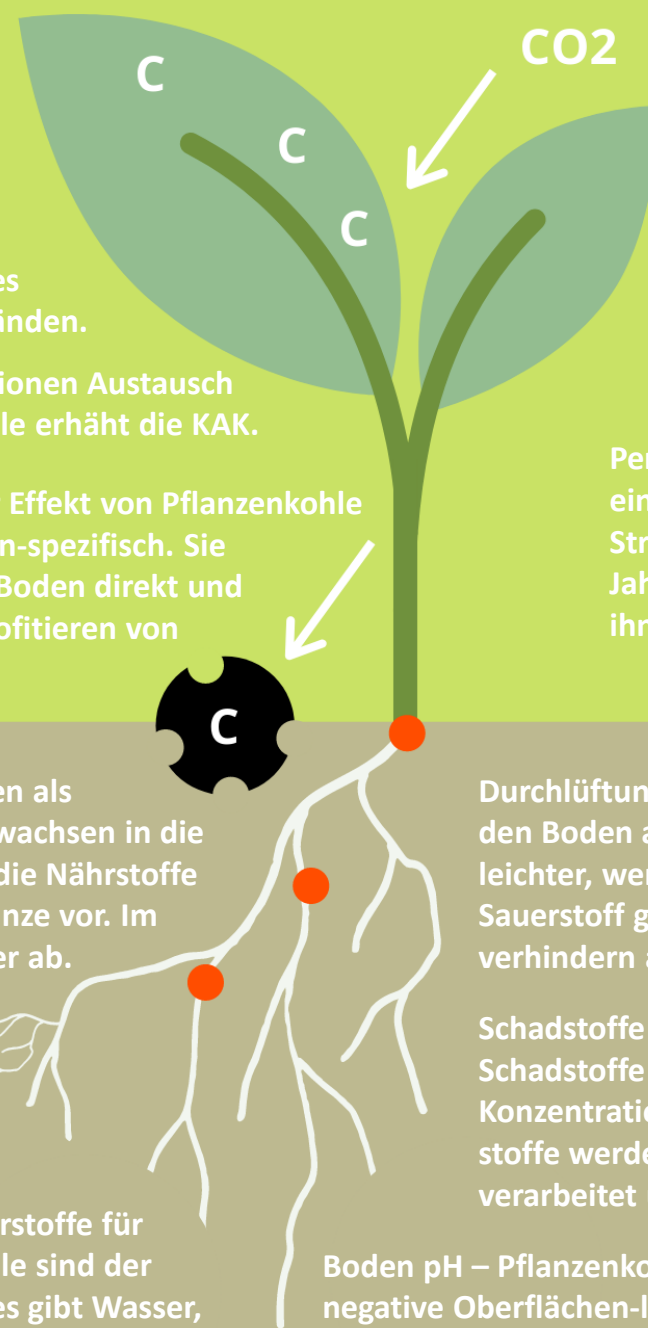 CO2
C
C
C
es
änden.
ionen Austausch
le erhäht die KAK.
Effekt von Pflanzenkohle
n-spezifisch. Sie
Boden direkt und
ofitieren von
Per
ein
Str
Jah
ihr
C
en als
wachsen in die
die Nährstoffe
nze vor. Im
er ab.
Durchlüftun
den Boden a
leichter, wer
Sauerstoff g
verhindern a
Schadstoffe
Schadstoffe
Konzentratio
stoffe werde
verarbeitet
rstoffe für
le sind der
es gibt Wasser,
Boden pH – Pflanzenko
negative Oberflächen-l